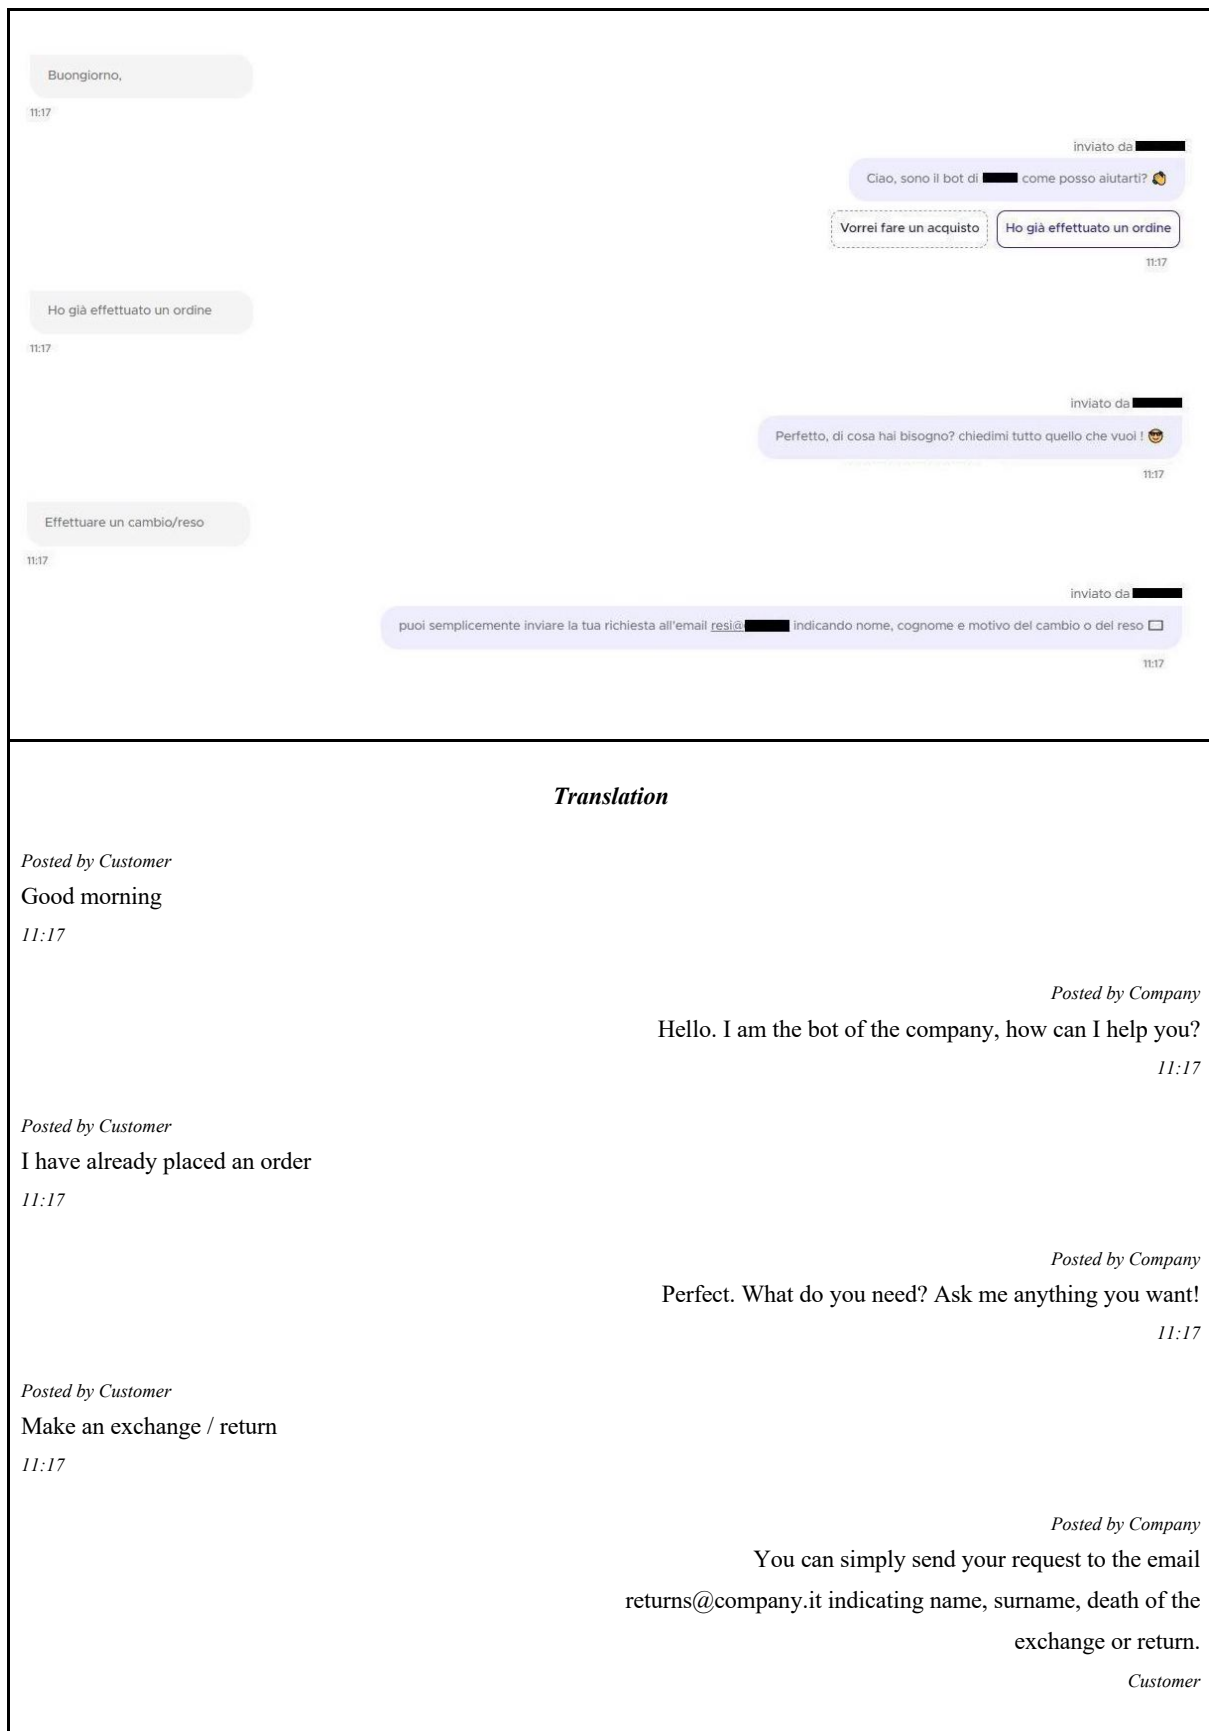 Buongiorno,
11:17
inviato da
Ciao, sono il bot di come posso aiutarti?
Vorrei fare un acquisto Ho già effettuato un ordine
11:17
Ho già effettuato un ordine
11:17
inviato da
Perfetto, di cosa hai bisogno? chiedimi tutto quello che vuoi !
11:17
Effettuare un cambio/reso
11:17
inviato da
puoi semplicemente inviare la tua richiesta all'email resi@ indicando nome, cognome e motivo del cambio o del reso
11:17
Translation
Posted by Customer
Good morning
11:17
Posted by Company
Hello. I am the bot of the company, how can I help you?
11:17
Posted by Customer
I have already placed an order
11:17
Posted by Company
Perfect. What do you need? Ask me anything you want!
11:17
Posted by Customer
Make an exchange / return
11:17
Posted by Company
You can simply send your request to the email
returns@company.it indicating name, surname, death of the
exchange or return.
Customer